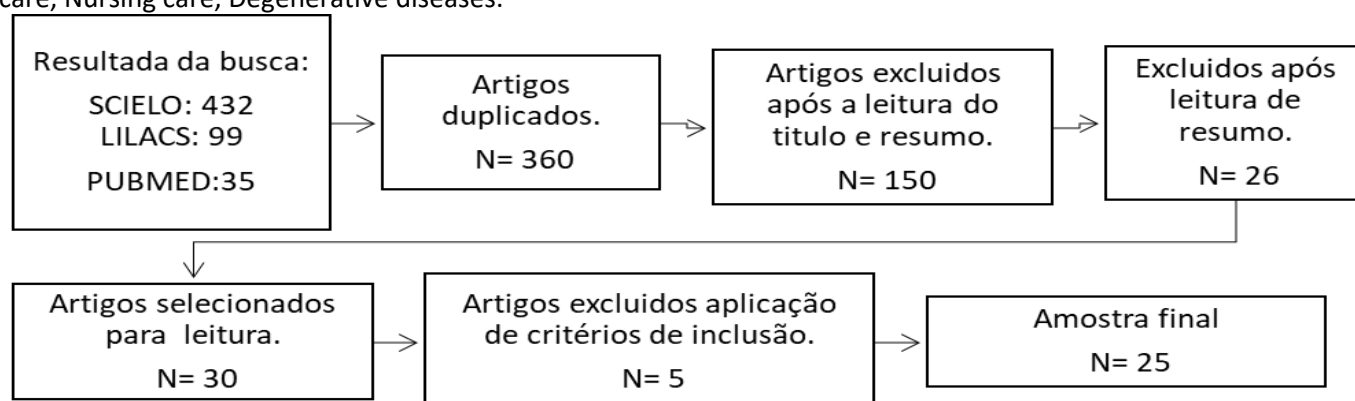 care, Nursing care, Degenerative diseases.
Resultada da busca:
SCIELO: 432
LILACS: 99
PUBMED:35
Artigos
duplicados.
N= 360
Artigos excluidos
após a leitura do
titulo e resumo.
N= 150
Excluidos após
leitura de
resumo.
N= 26
Artigos selecionados
para leitura.
N= 30
Artigos excluidos aplicação
de critérios de inclusão.
N= 5
Amostra final
N= 25